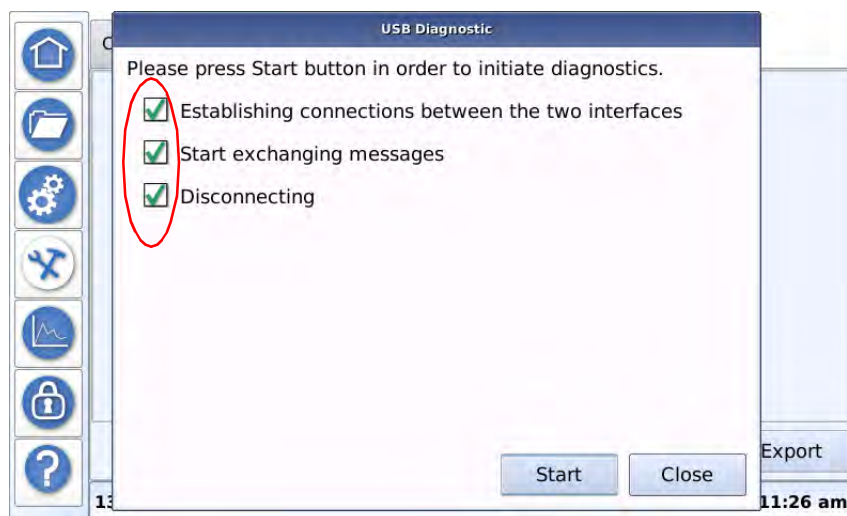 USB Diagnostic
Please press Start button in order to initiate diagnostics.
Establishing connections between the two interfaces
Start exchanging messages
Disconnecting
Start
Close
Export
11:26 am